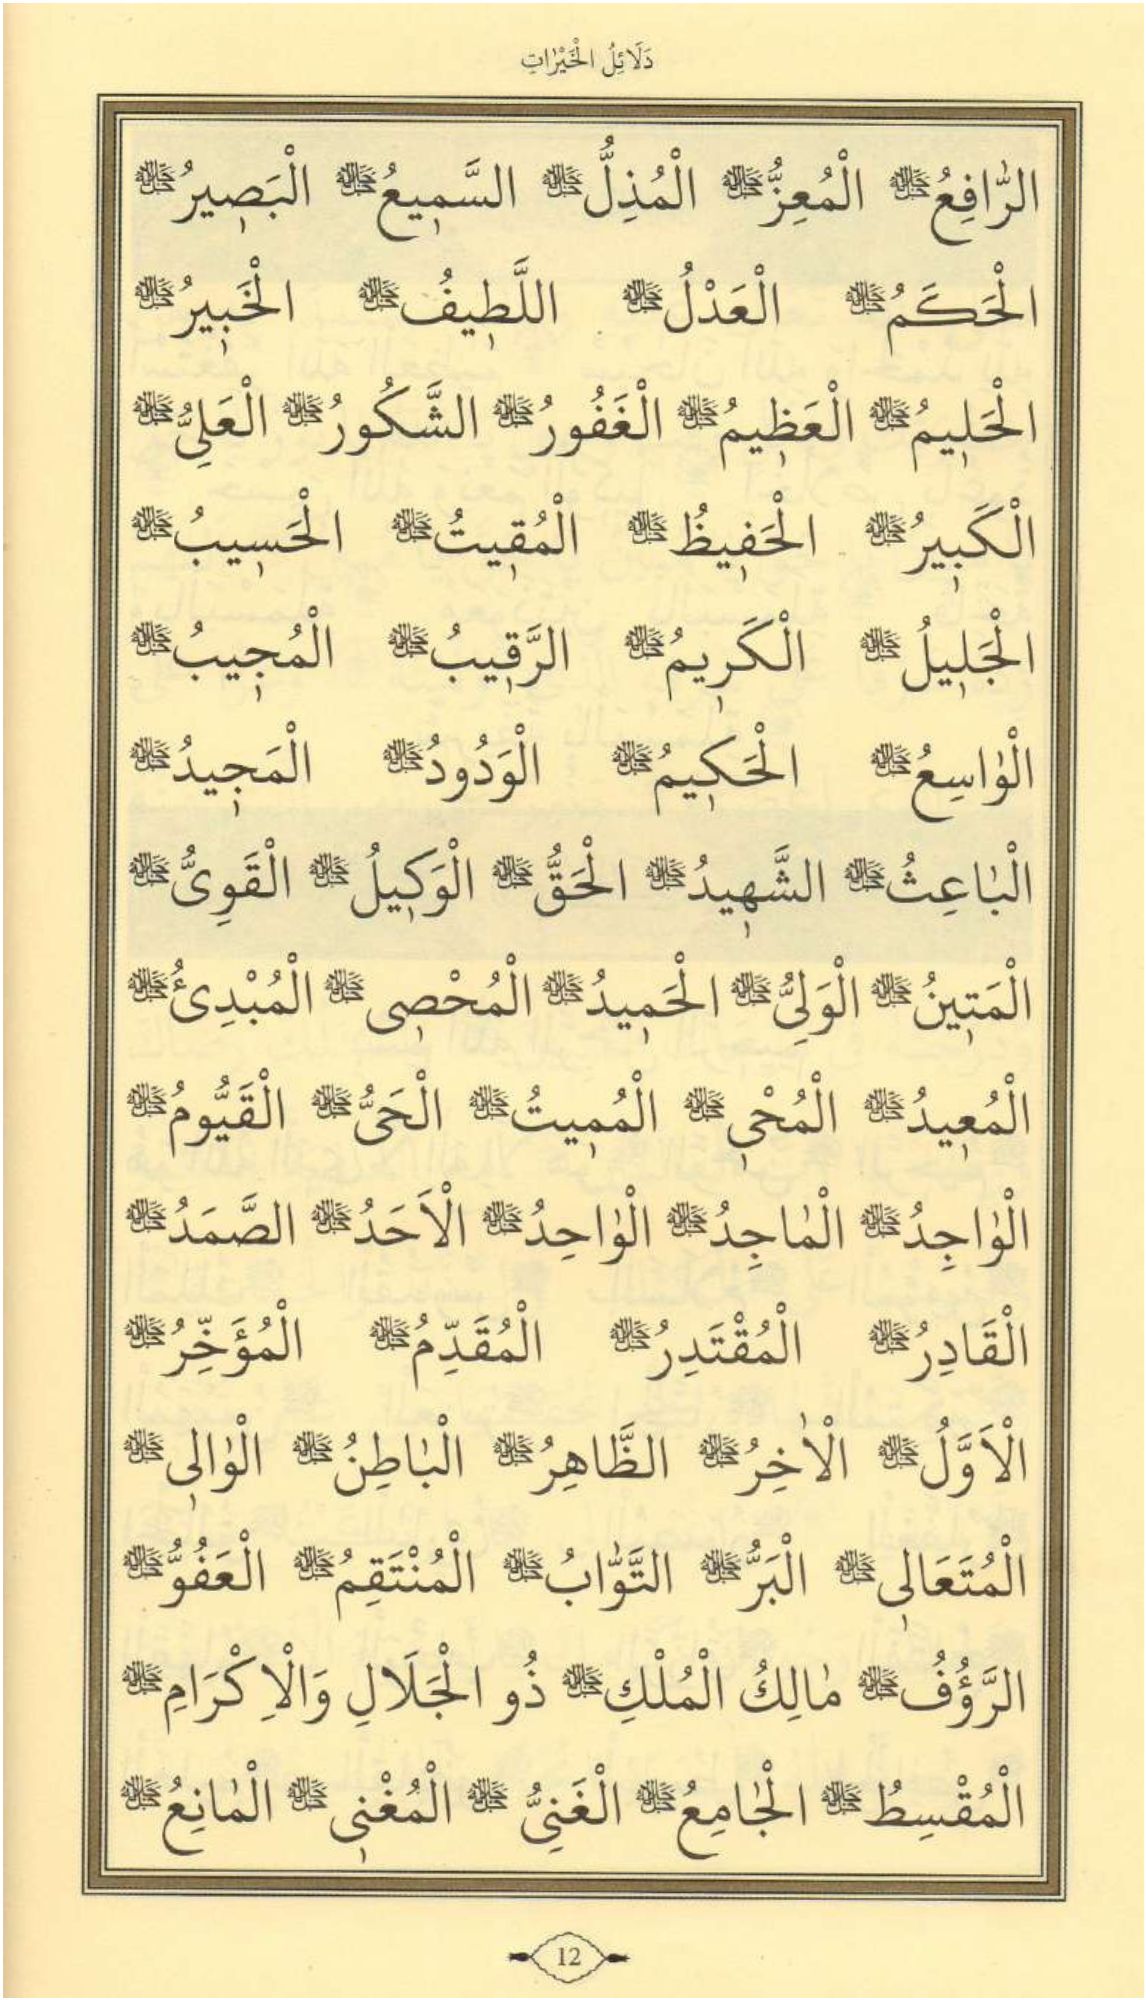 دَلَائِلُ الْخَيْرَاتِ
الرَّافِعُ ﷻ الْمُعِزُّ ﷻ الْمُذِلُّ ﷻ السَّمِيعُ ﷻ الْبَصِيرُ ﷻ
الْحَكَمُ ﷻ الْعَدْلُ ﷻ اللَّطِيفُ ﷻ الْخَبِيرُ ﷻ
الْحَلِيمُ ﷻ الْعَظِيمُ ﷻ الْغَفُورُ ﷻ الشَّكُورُ ﷻ الْعَلِىُّ ﷻ
الْكَبِيرُ ﷻ الْحَفِيظُ ﷻ الْمُقِيتُ ﷻ الْحَسِيبُ ﷻ
الْجَلِيلُ ﷻ الْكَرِيمُ ﷻ الرَّقِيبُ ﷻ الْمُجِيبُ ﷻ
الْوَاسِعُ ﷻ الْحَكِيمُ ﷻ الْوَدُودُ ﷻ الْمَجِيدُ ﷻ
الْبَاعِثُ ﷻ الشَّهِيدُ ﷻ الْحَقُّ ﷻ الْوَكِيلُ ﷻ الْقَوِىُّ ﷻ
الْمَتِينُ ﷻ الْوَلِىُّ ﷻ الْحَمِيدُ ﷻ الْمُحْصِى ﷻ الْمُبْدِئُ ﷻ
الْمُعِيدُ ﷻ الْمُحْيِ ﷻ الْمُمِيتُ ﷻ الْحَىُّ ﷻ الْقَيُّومُ ﷻ
الْوَاجِدُ ﷻ الْمَاجِدُ ﷻ الْوَاحِدُ ﷻ الْاَحَدُ ﷻ الصَّمَدُ ﷻ
الْقَادِرُ ﷻ الْمُقْتَدِرُ ﷻ الْمُقَدِّمُ ﷻ الْمُؤَخِّرُ ﷻ
الْاَوَّلُ ﷻ الْاٰخِرُ ﷻ الظَّاهِرُ ﷻ الْبَاطِنُ ﷻ الْوَالِى ﷻ
الْمُتَعَالِى ﷻ الْبَرُّ ﷻ التَّوَّابُ ﷻ الْمُنْتَقِمُ ﷻ الْعَفُوُّ ﷻ
الرَّؤُفُ ﷻ مَالِكُ الْمُلْكِ ﷻ ذُو الْجَلَالِ وَالْاِكْرَامِ ﷻ
الْمُقْسِطُ ﷻ الْجَامِعُ ﷻ الْغَنِىُّ ﷻ الْمُغْنِى ﷻ الْمَانِعُ ﷻ
12